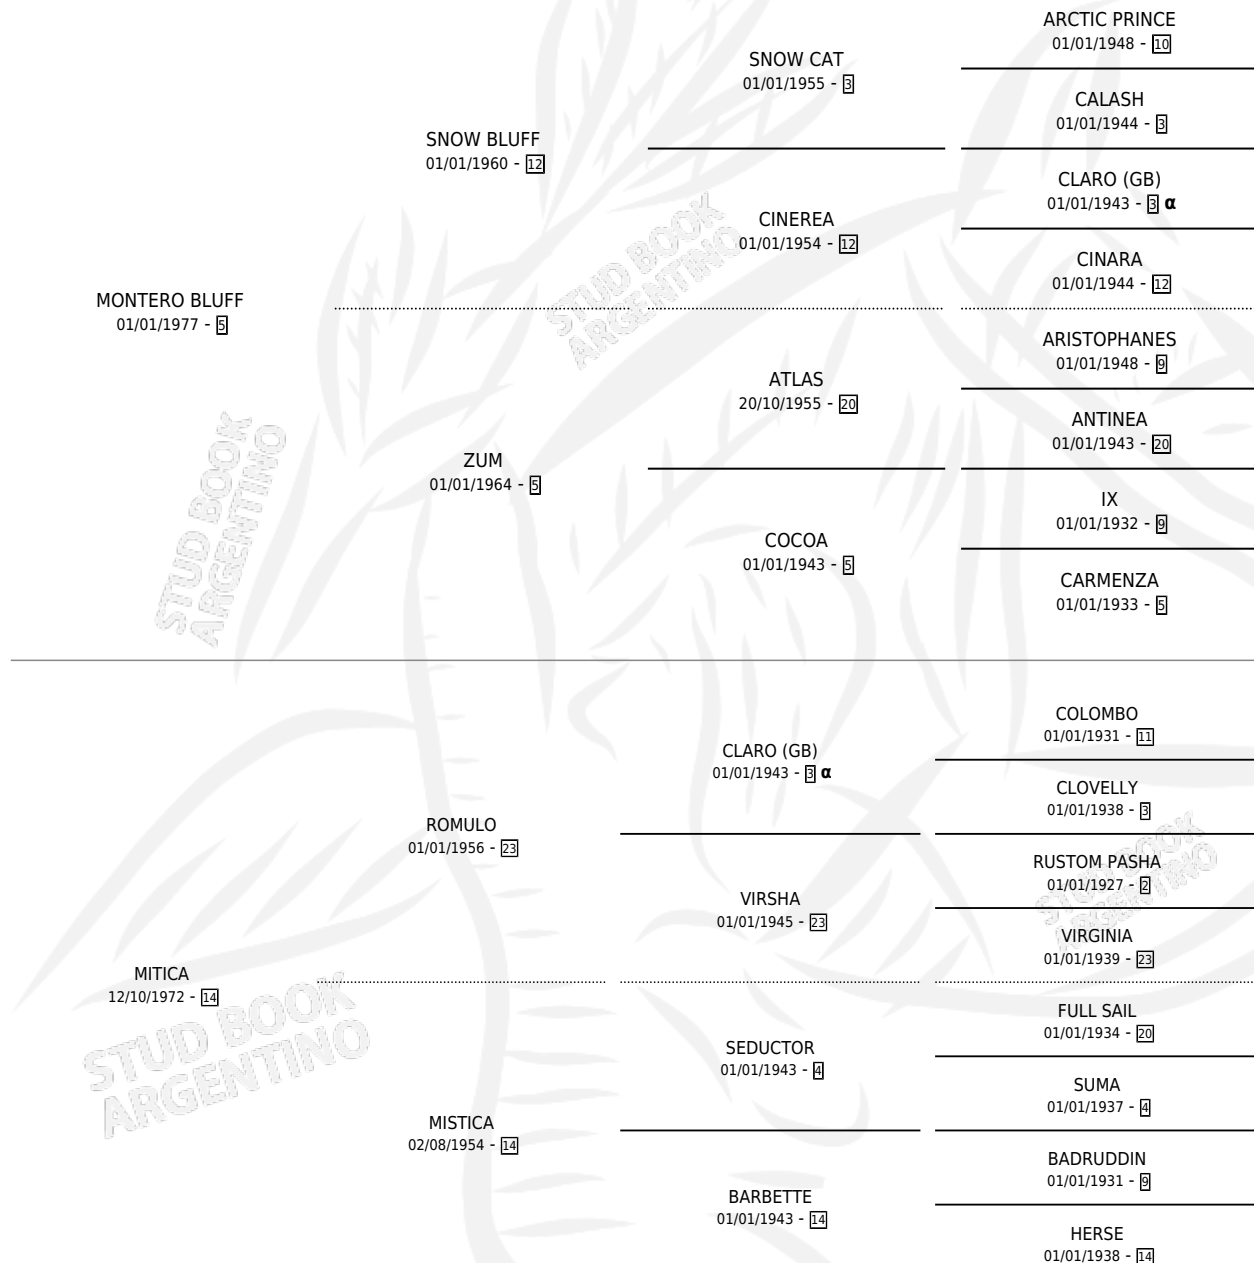 ARCTIC PRINCE
01/01/1948 - 10
SNOW CAT
01/01/1955 - 3
CALASH
01/01/1944 - 3
SNOW BLUFF
01/01/1960 - 12
CLARO (GB)
01/01/1943 - 3 α
CINEREA
01/01/1954 - 12
CINARA
01/01/1944 - 12
MONTERO BLUFF
01/01/1977 - 5
ARISTOPHANES
01/01/1948 - 9
ATLAS
20/10/1955 - 20
ANTINEA
01/01/1943 - 20
ZUM
01/01/1964 - 5
IX
01/01/1932 - 9
COCOA
01/01/1943 - 5
CARMENZA
01/01/1933 - 5
COLOMBO
01/01/1931 - 11
CLARO (GB)
01/01/1943 - 3 α
CLOVELLY
01/01/1938 - 3
ROMULO
01/01/1956 - 23
RUSTOM PASHA
01/01/1927 - 2
VIRSHA
01/01/1945 - 23
VIRGINIA
01/01/1939 - 23
MITICA
12/10/1972 - 14
FULL SAIL
01/01/1934 - 20
SEDUCTOR
01/01/1943 - 4
SUMA
01/01/1937 - 4
MISTICA
02/08/1954 - 14
BADRUDDIN
01/01/1931 - 9
BARBETTE
01/01/1943 - 14
HERSE
01/01/1938 - 14
STUD BOOK
ARGENTINO
STUD BOOK
ARGENTINO
STUD BOOK
ARGENTINO
STUD BOOK
ARGENTINO